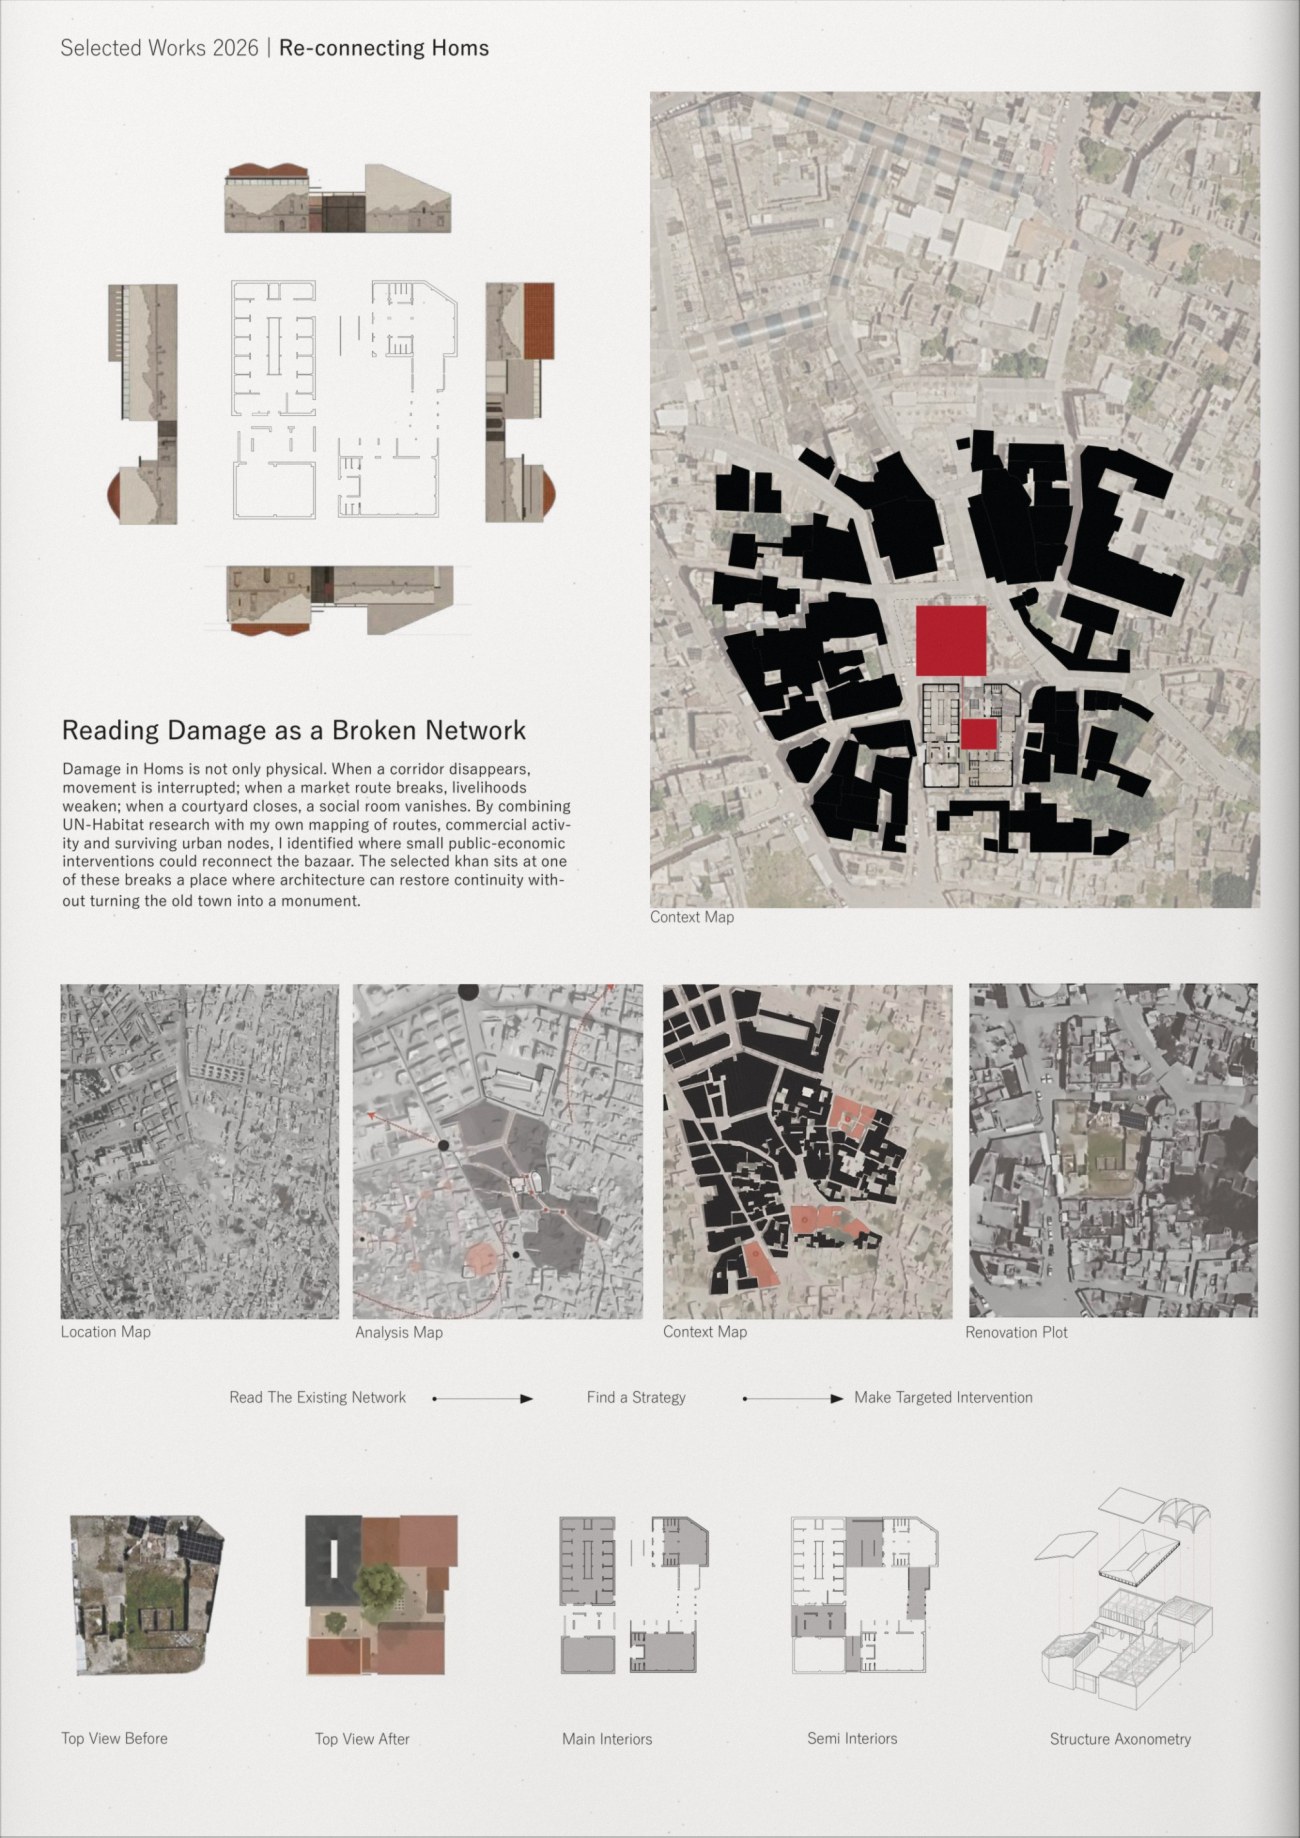 Selected Works 2026 | Re-connecting Homs
Reading Damage as a Broken Network
Damage in Homs is not only physical. When a corridor disappears,
movement is interrupted; when a market route breaks, livelihoods
weaken; when a courtyard closes, a social room vanishes. By combining
UN-Habitat research with my own mapping of routes, commercial activ-
ity and surviving urban nodes, I identified where small public-economic
interventions could reconnect the bazaar. The selected khan sits at one
of these breaks a place where architecture can restore continuity with-
out turning the old town into a monument.
Context Map
Location Map
Analysis Map
Context Map
Renovation Plot
Read The Existing Network
Find a Strategy
Make Targeted Intervention
Top View Before
Top View After
Main Interiors
Semi Interiors
Structure Axonometry